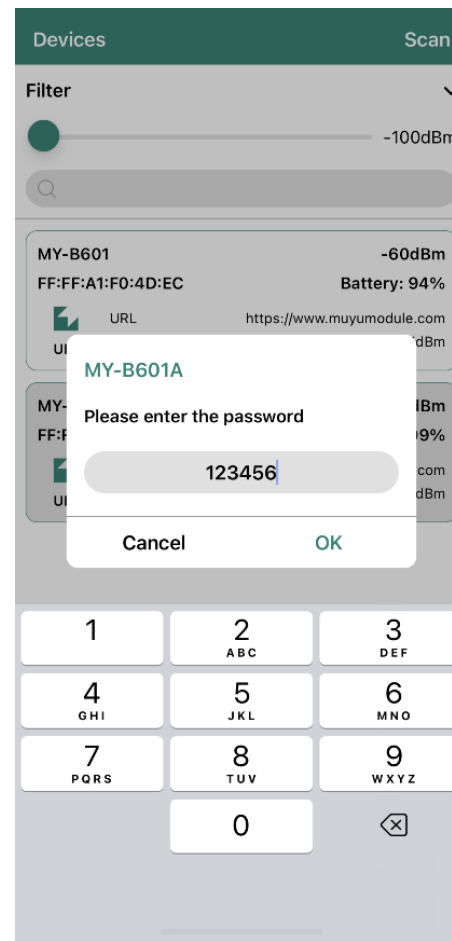 Devices Scan
Filter
-100dBm
MY-B601 -60dBm
FF:FF:A1:F0:4D:EC Battery: 94%
URL https://www.muyumodule.com
dBm
MY-B601A
MY-
Please enter the password
FF:F 9%
123456
com
dBm
Cancel OK
1 2 3
ABC DEF
4 5 6
GHI JKL MNO
7 8 9
PQRS TUV WXYZ
0